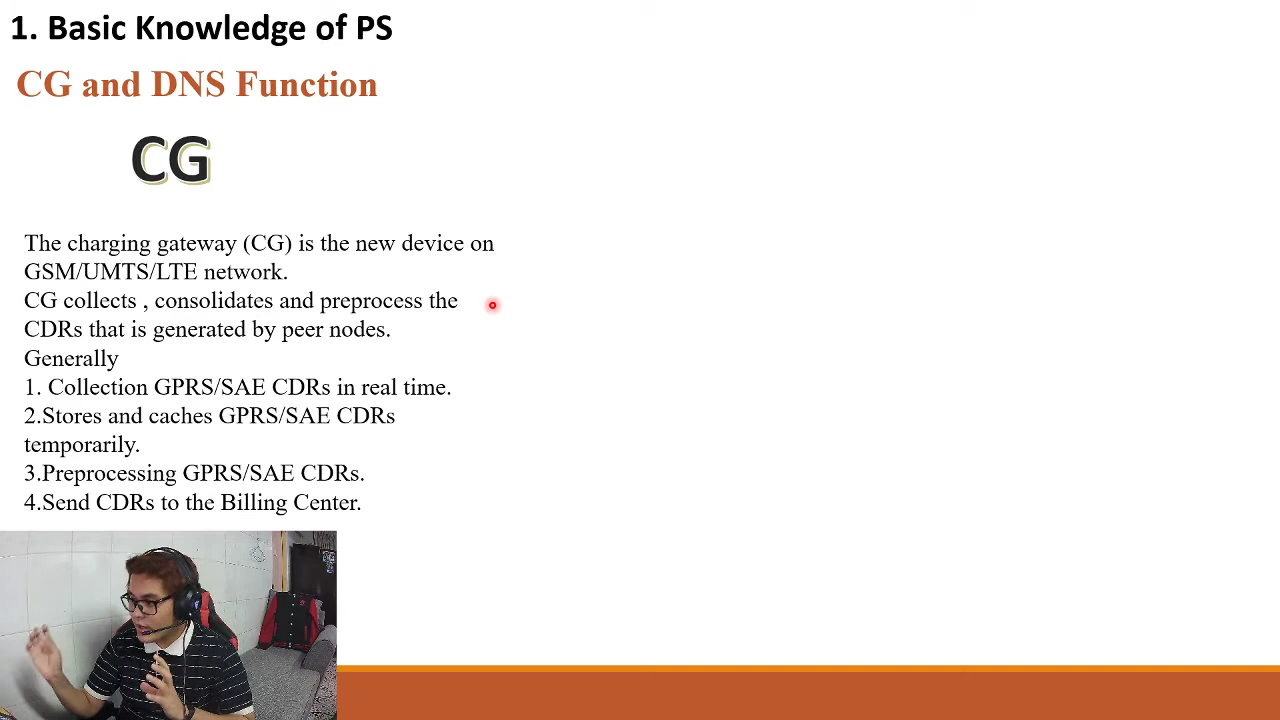 1. Basic Knowledge of PS
CG and DNS Function
CG
The charging gateway (CG) is the new device on
GSM/UMTS/LTE network.
CG collects , consolidates and preprocess the
CDRs that is generated by peer nodes.
Generally
1. Collection GPRS/SAE CDRs in real time.
2.Stores and caches GPRS/SAE CDRs
temporarily.
3.Preprocessing GPRS/SAE CDRs.
4.Send CDRs to the Billing Center.